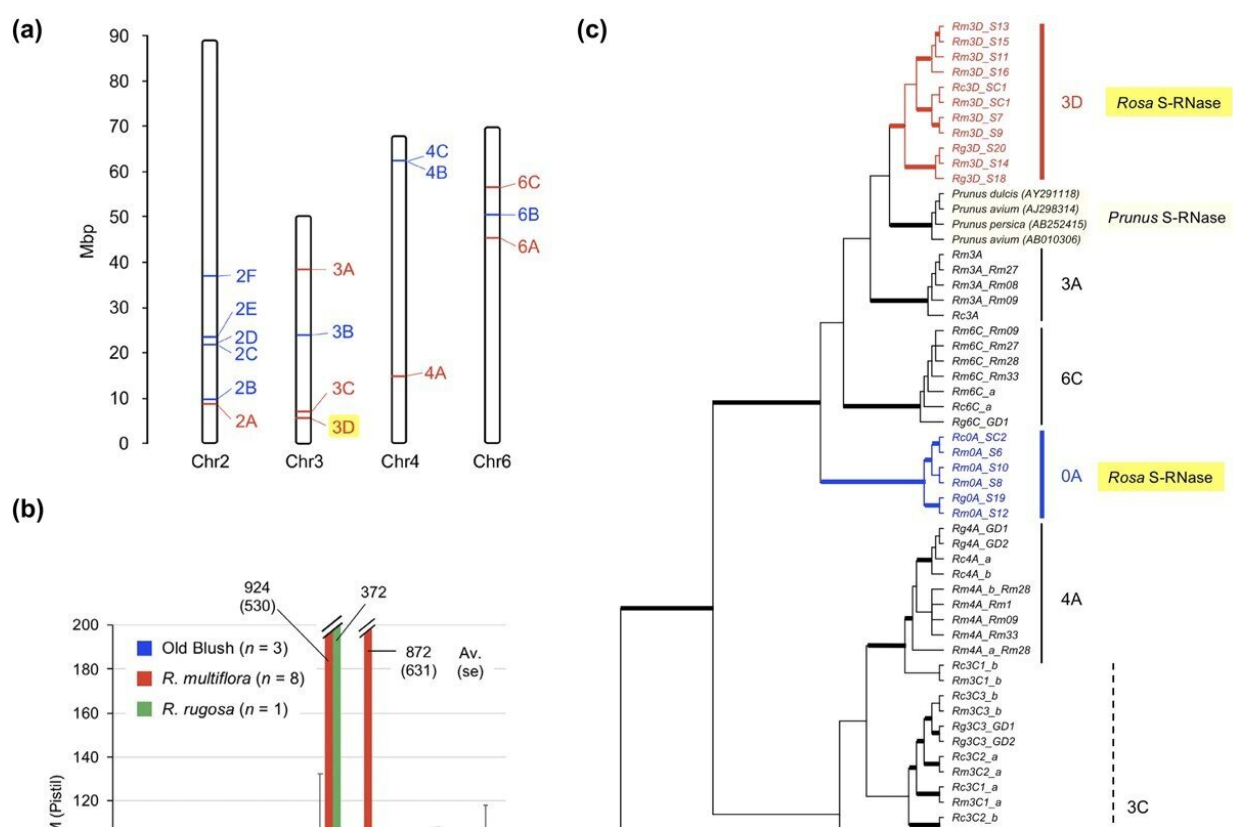 (a)
90
80
70
60
50
40
30
20
10
0
Mbp
2F
2E
2D
2C
2B
2A
3A
3B
3C
3D
4C
4B
4A
6C
6B
6A
Chr2
Chr3
Chr4
Chr6
(b)
924
(530)
372
872
(631)
Av.
(se)
200
180
160
140
120
Old Blush (n = 3)
R. multiflora (n = 8)
R. rugosa (n = 1)
(Pistil)
(c)
Rm3D_S13
Rm3D_S15
Rm3D_S11
Rm3D_S16
Rc3D_SC1
Rm3D_SC1
Rm3D_S7
Rm3D_S9
Rg3D_S20
Rm3D_S14
Rg3D_S18
3D
Rosa S-RNase
Prunus dulcis (AY291118)
Prunus avium (AJ298314)
Prunus persica (AB252415)
Prunus avium (AB010306)
Prunus S-RNase
Rm3A
Rm3A_Rm27
Rm3A_Rm08
Rm3A_Rm09
Rc3A
3A
Rm6C_Rm09
Rm6C_Rm27
Rm6C_Rm28
Rm6C_Rm33
Rm6C_a
Rc6C_a
Rg6C_GD1
6C
Rc0A_SC2
Rm0A_S6
Rm0A_S10
Rm0A_S8
Rg0A_S19
Rm0A_S12
0A
Rosa S-RNase
Rg4A_GD1
Rg4A_GD2
Rc4A_a
Rc4A_b
Rm4A_b_Rm28
Rm4A_Rm1
Rm4A_Rm09
Rm4A_Rm33
Rm4A_a_Rm28
4A
Rc3C1_b
Rm3C1_b
Rc3C3_b
Rm3C3_b
Rg3C3_GD1
Rg3C3_GD2
Rc3C2_a
Rm3C2_a
Rc3C1_a
Rm3C1_a
Rc3C2_b
3C